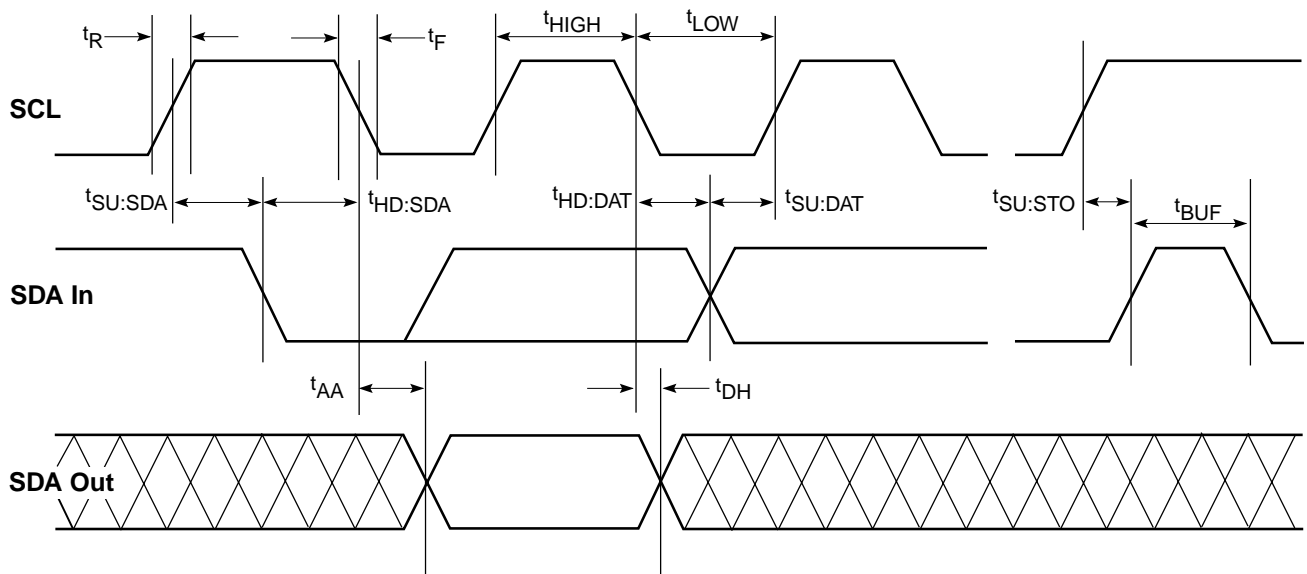 tR
tF
tHIGH
tLOW
SCL
tSU:SDA
tHD:SDA
tHD:DAT
tSU:DAT
tSU:STO
tBUF
SDA In
tAA
tDH
SDA Out